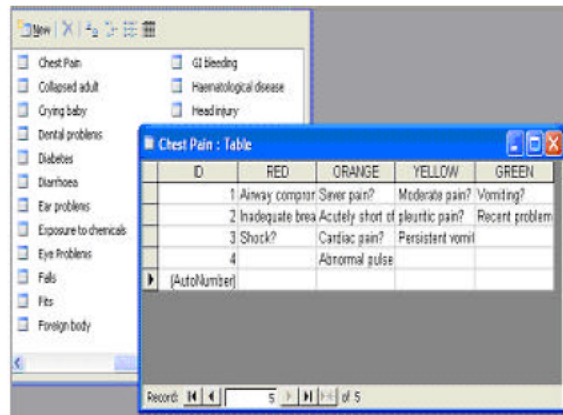 New
Chest Pain
GI bleeding
Collapsed adult
Haematological disease
Crying baby
Head injury
Dental problems
Diabetes
Diarrhoea
Ear problems
Exposure to chemicals
Eye Problems
Falls
Fits
Foreign body
Chest Pain : Table
ID RED ORANGE YELLOW GREEN
1 Airway compron Sever pain? Moderate pain? Vomiting?
2 Inadequate brea Acutely short of pleuritic pain? Recent problem
3 Shock? Cardiac pain? Persistent vomit
4 Abnormal pulse
(AutoNumber)
Record: 5 of 5